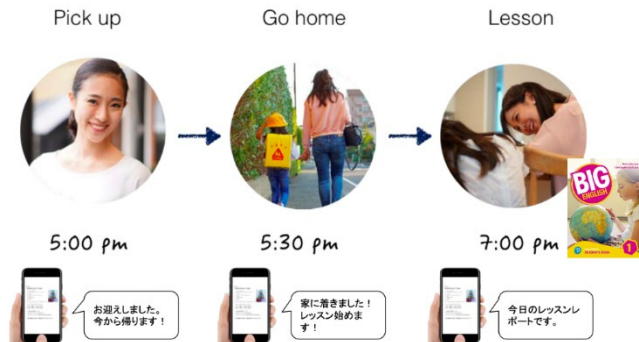 Pick up
Go home
Lesson
BIG
ENGLISH
1
5:00 pm
5:30 pm
7:00 pm
お迎えしました。
今から帰ります！
家に着きました！
レッスン始めま
す！
今日のレッスンレ
ポートです。